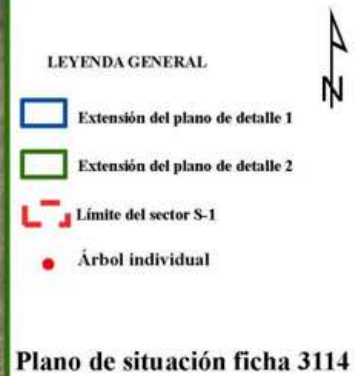 N
LEYENDA GENERAL
Extensión del plano de detalle 1
Extensión del plano de detalle 2
Límite del sector S-1
Árbol individual
Plano de situación ficha 3114